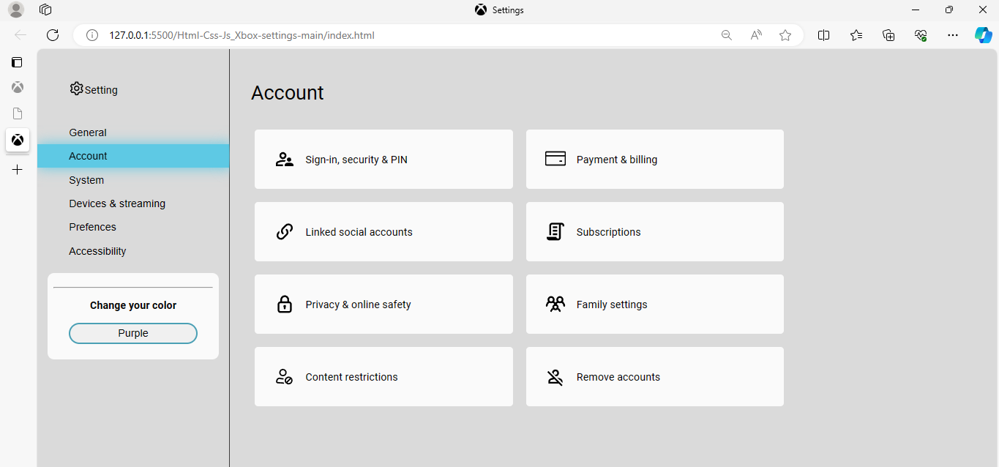 Settings
127.0.0.1:5500/Html-Css-Js_Xbox-settings-main/index.html
Setting
General
Account
System
Devices & streaming
Prefences
Accessibility
Change your color
Purple
Account
Sign-in, security & PIN
Payment & billing
Linked social accounts
Subscriptions
Privacy & online safety
Family settings
Content restrictions
Remove accounts